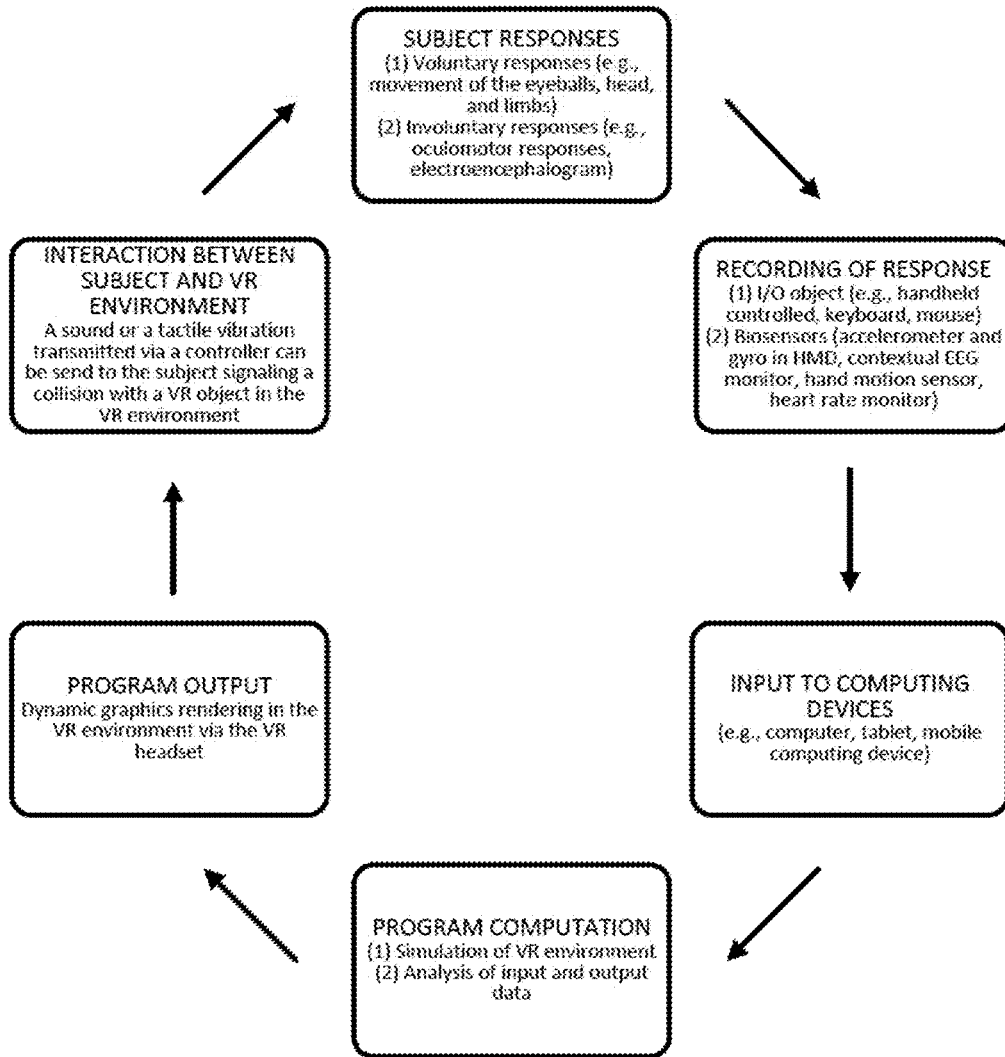 SUBJECT RESPONSES
(1) Voluntary responses (e.g.,
movement of the eyeballs, head,
and limbs)
(2) Involuntary responses (e.g.,
oculomotor responses,
electroencephalogram)
RECORDING OF RESPONSE
(1) I/O object (e.g., handheld
controlled, keyboard, mouse)
(2) Biosensors (accelerometer and
gyro in HMD, contextual EEG
monitor, hand motion sensor,
heart rate monitor)
INPUT TO COMPUTING
DEVICES
(e.g., computer, tablet, mobile
computing device)
PROGRAM COMPUTATION
(1) Simulation of VR environment
(2) Analysis of input and output
data
PROGRAM OUTPUT
Dynamic graphics rendering in the
VR environment via the VR
headset
INTERACTION BETWEEN
SUBJECT AND VR
ENVIRONMENT
A sound or a tactile vibration
transmitted via a controller can
be send to the subject signaling a
collision with a VR object in the
VR environment